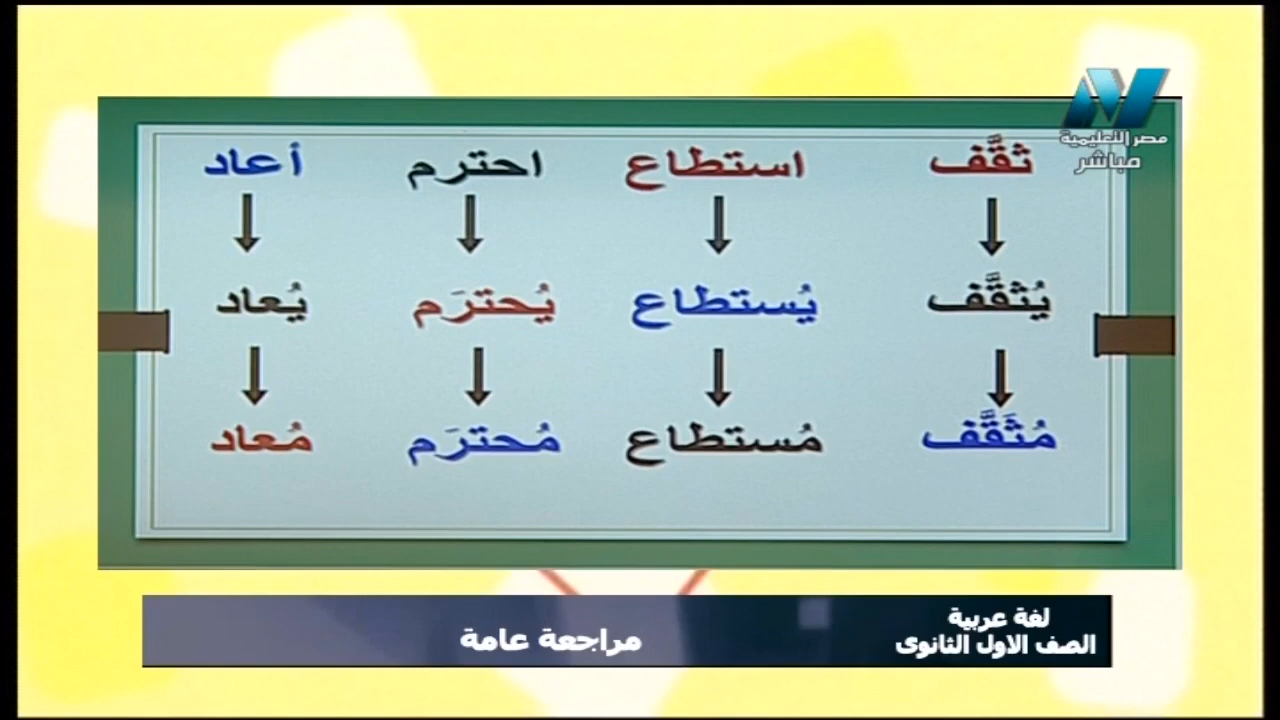 مصر التعليمية
مباشر
ثقَّف استطاع احترم أعاد
يُثقَّف يُستطاع يُحترَم يُعاد
مُثَقَّف مُستطاع مُحترَم مُعاد
لغة عربية
الصف الاول الثانوى
مراجعة عامة